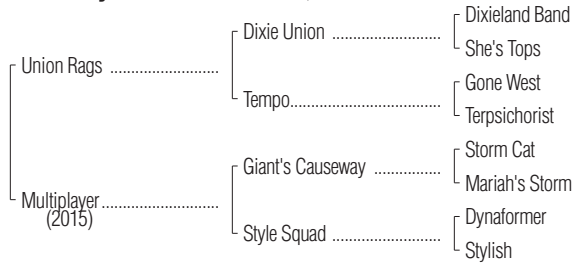 Dixieland Band
Dixie Union
She's Tops
Union Rags
Gone West
Tempo
Terpsichorist
Storm Cat
Giant's Causeway
Mariah's Storm
Multiplayer
(2015)
Dynaformer
Style Squad
Stylish